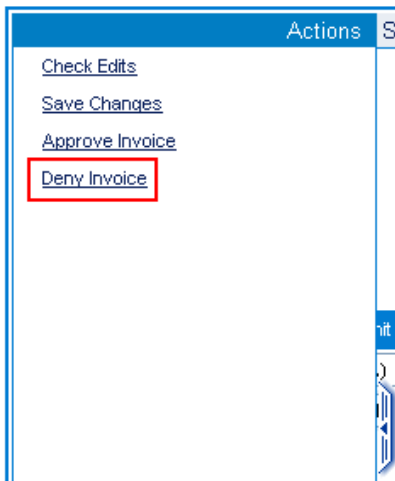 Actions
Check Edits
Save Changes
Approve Invoice
Deny Invoice